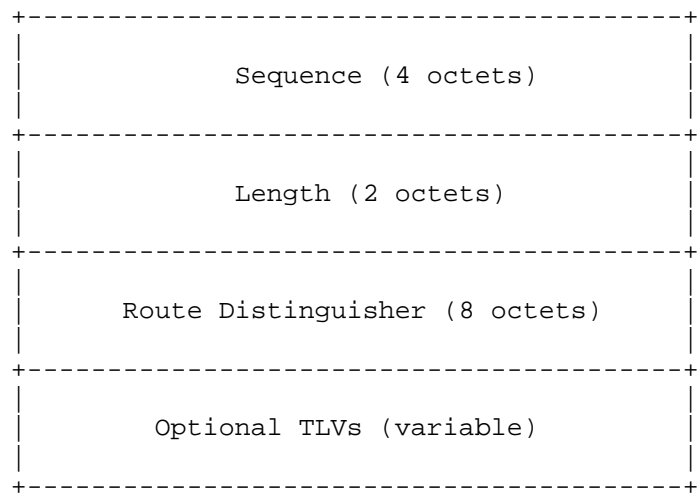 Sequence (4 octets)
Length (2 octets)
Route Distinguisher (8 octets)
Optional TLVs (variable)